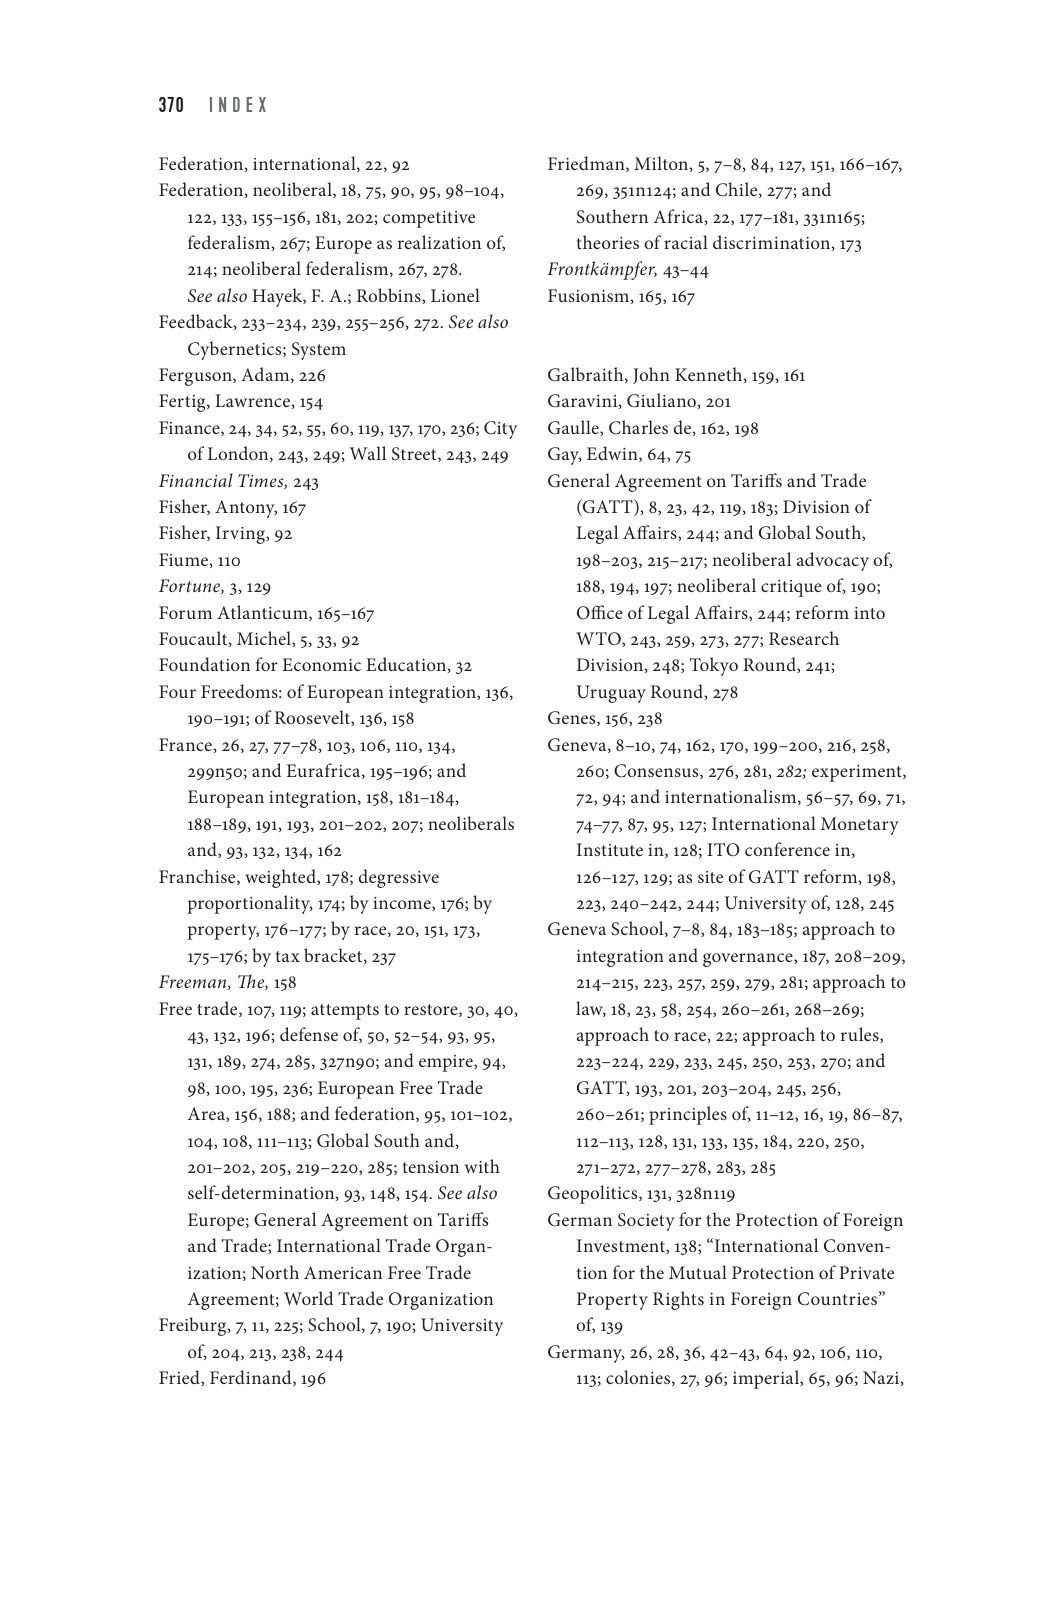 370 INDEX
Federation, international, 22, 92
Federation, neoliberal, 18, 75, 90, 95, 98–104,
122, 133, 155–156, 181, 202; competitive
federalism, 267; Europe as realization of,
214; neoliberal federalism, 267, 278.
See also Hayek, F. A.; Robbins, Lionel
Feedback, 233–234, 239, 255–256, 272. See also
Cybernetics; System
Ferguson, Adam, 226
Fertig, Lawrence, 154
Finance, 24, 34, 52, 55, 60, 119, 137, 170, 236; City
of London, 243, 249; Wall Street, 243, 249
Financial Times, 243
Fisher, Antony, 167
Fisher, Irving, 92
Fiume, 110
Fortune, 3, 129
Forum Atlanticum, 165–167
Foucault, Michel, 5, 33, 92
Foundation for Economic Education, 32
Four Freedoms: of European integration, 136,
190–191; of Roosevelt, 136, 158
France, 26, 27, 77–78, 103, 106, 110, 134,
299n50; and Eurafrica, 195–196; and
European integration, 158, 181–184,
188–189, 191, 193, 201–202, 207; neoliberals
and, 93, 132, 134, 162
Franchise, weighted, 178; degressive
proportionality, 174; by income, 176; by
property, 176–177; by race, 20, 151, 173,
175–176; by tax bracket, 237
Freeman, The, 158
Free trade, 107, 119; attempts to restore, 30, 40,
43, 132, 196; defense of, 50, 52–54, 93, 95,
131, 189, 274, 285, 327n90; and empire, 94,
98, 100, 195, 236; European Free Trade
Area, 156, 188; and federation, 95, 101–102,
104, 108, 111–113; Global South and,
201–202, 205, 219–220, 285; tension with
self-determination, 93, 148, 154. See also
Europe; General Agreement on Tariffs
and Trade; International Trade Organ-
ization; North American Free Trade
Agreement; World Trade Organization
Freiburg, 7, 11, 225; School, 7, 190; University
of, 204, 213, 238, 244
Fried, Ferdinand, 196
Friedman, Milton, 5, 7–8, 84, 127, 151, 166–167,
269, 351n124; and Chile, 277; and
Southern Africa, 22, 177–181, 331n165;
theories of racial discrimination, 173
Frontkämpfer, 43–44
Fusionism, 165, 167
Galbraith, John Kenneth, 159, 161
Garavini, Giuliano, 201
Gaulle, Charles de, 162, 198
Gay, Edwin, 64, 75
General Agreement on Tariffs and Trade
(GATT), 8, 23, 42, 119, 183; Division of
Legal Affairs, 244; and Global South,
198–203, 215–217; neoliberal advocacy of,
188, 194, 197; neoliberal critique of, 190;
Office of Legal Affairs, 244; reform into
WTO, 243, 259, 273, 277; Research
Division, 248; Tokyo Round, 241;
Uruguay Round, 278
Genes, 156, 238
Geneva, 8–10, 74, 162, 170, 199–200, 216, 258,
260; Consensus, 276, 281, 282; experiment,
72, 94; and internationalism, 56–57, 69, 71,
74–77, 87, 95, 127; International Monetary
Institute in, 128; ITO conference in,
126–127, 129; as site of GATT reform, 198,
223, 240–242, 244; University of, 128, 245
Geneva School, 7–8, 84, 183–185; approach to
integration and governance, 187, 208–209,
214–215, 223, 257, 259, 279, 281; approach to
law, 18, 23, 58, 254, 260–261, 268–269;
approach to race, 22; approach to rules,
223–224, 229, 233, 245, 250, 253, 270; and
GATT, 193, 201, 203–204, 245, 256,
260–261; principles of, 11–12, 16, 19, 86–87,
112–113, 128, 131, 133, 135, 184, 220, 250,
271–272, 277–278, 283, 285
Geopolitics, 131, 328n119
German Society for the Protection of Foreign
Investment, 138; “International Conven-
tion for the Mutual Protection of Private
Property Rights in Foreign Countries”
of, 139
Germany, 26, 28, 36, 42–43, 64, 92, 106, 110,
113; colonies, 27, 96; imperial, 65, 96; Nazi,